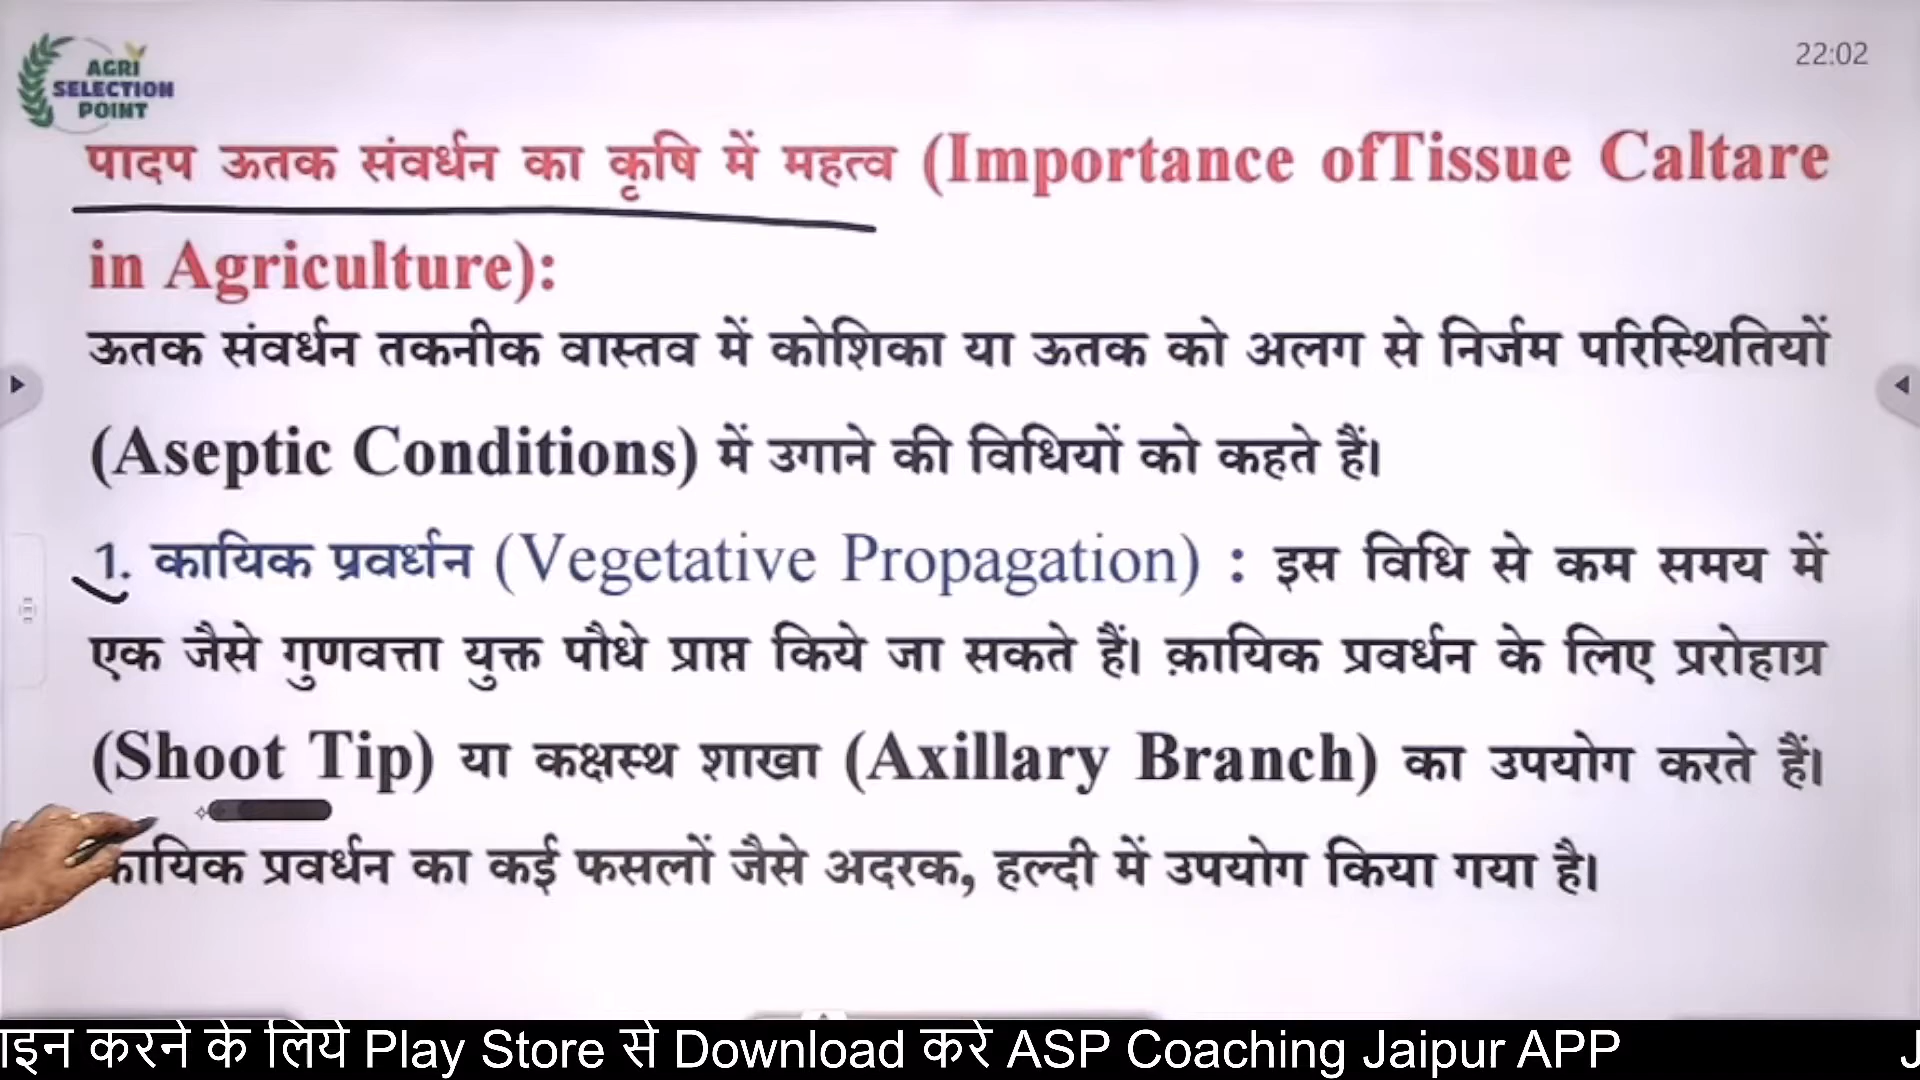 AGRI
SELECTION
POINT
22:02
पादप ऊतक संवर्धन का कृषि में महत्व (Importance ofTissue Caltare
in Agriculture):
ऊतक संवर्धन तकनीक वास्तव में कोशिका या ऊतक को अलग से निर्जम परिस्थितियों
(Aseptic Conditions) में उगाने की विधियों को कहते हैं।
1. कायिक प्रवर्धन (Vegetative Propagation) : इस विधि से कम समय में
एक जैसे गुणवत्ता युक्त पौधे प्राप्त किये जा सकते हैं। क़ायिक प्रवर्धन के लिए प्ररोहाग्र
(Shoot Tip) या कक्षस्थ शाखा (Axillary Branch) का उपयोग करते हैं।
कायिक प्रवर्धन का कई फसलों जैसे अदरक, हल्दी में उपयोग किया गया है।
करने के लिये Play Store से Download करे ASP Coaching Jaipur APP